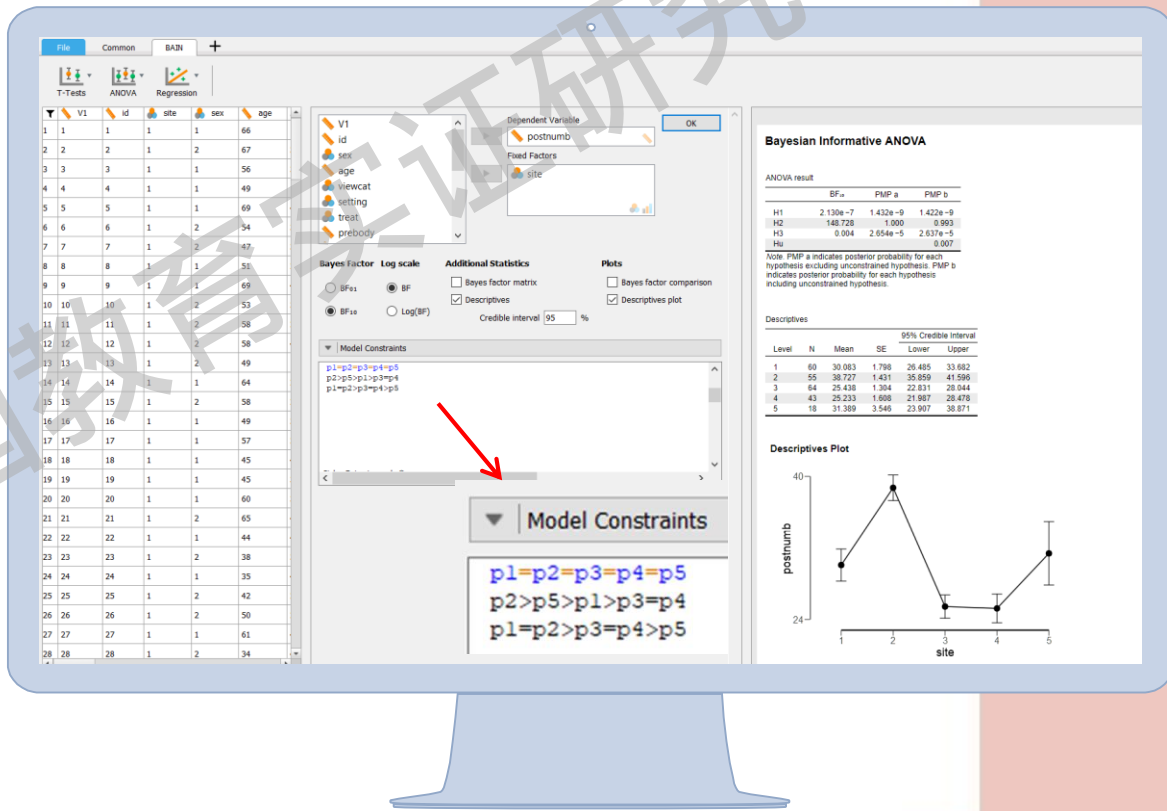 File Common BAIN +
T-Tests ANOVA Regression
V1 id site sex age
1 1 1 1 1 66
2 2 2 1 2 67
3 3 3 1 1 56
4 4 4 1 1 49
5 5 5 1 1 69
6 6 6 1 2 54
7 7 7 1 2 47
8 8 8 1 1 51
9 9 9 1 1 69
10 10 10 1 2 53
11 11 11 1 2 58
12 12 12 1 2 58
13 13 13 1 2 49
14 14 14 1 1 64
15 15 15 1 2 58
16 16 16 1 1 49
17 17 17 1 1 57
18 18 18 1 1 45
19 19 19 1 1 45
20 20 20 1 1 60
21 21 21 1 2 65
22 22 22 1 1 44
23 23 23 1 2 38
24 24 24 1 1 35
25 25 25 1 2 42
26 26 26 1 2 50
27 27 27 1 1 61
28 28 28 1 2 34
V1
id
sex
age
viewcat
setting
treat
prebody
Dependent Variable
postnumb
Fixed Factors
site
OK
Bayes Factor Log scale Additional Statistics Plots
BF01 BF Bayes factor matrix Bayes factor comparison
BF10 Log(BF) Descriptives Descriptives plot
Credible interval 95 %
Model Constraints
p1=p2=p3=p4=p5
p2>p5>p1>p3=p4
p1=p2>p3=p4>p5
Model Constraints
p1=p2=p3=p4=p5
p2>p5>p1>p3=p4
p1=p2>p3=p4>p5
Bayesian Informative ANOVA
ANOVA result
PMP a PMP b
H1 2.130e -7 1.432e -9 1.422e -9
H2 148.728 1.000 0.993
H3 0.004 2.654e -5 2.637e -5
Hu 0.007
Note. PMP a indicates posterior probability for each
hypothesis excluding unconstrained hypothesis. PMP b
indicates posterior probability for each hypothesis
including unconstrained hypothesis.
Descriptives
95% Credible Interval
Level N Mean SE Lower Upper
1 60 30.083 1.798 26.485 33.682
2 55 38.727 1.431 35.859 41.596
3 64 25.438 1.304 22.831 28.044
4 43 25.233 1.608 21.987 28.478
5 18 31.389 3.546 23.907 38.871
Descriptives Plot
40
postnumb
24
1 2 3 4 5
site
教育实证研究